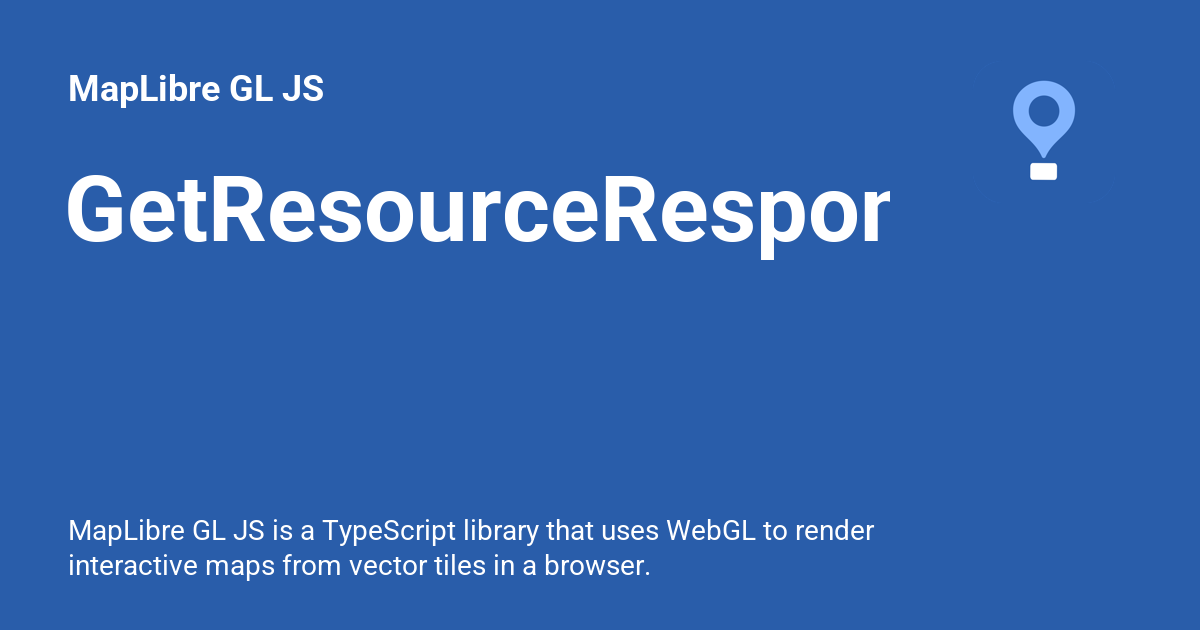 MapLibre GL JS
GetResourceRespor
MapLibre GL JS is a TypeScript library that uses WebGL to render
interactive maps from vector tiles in a browser.